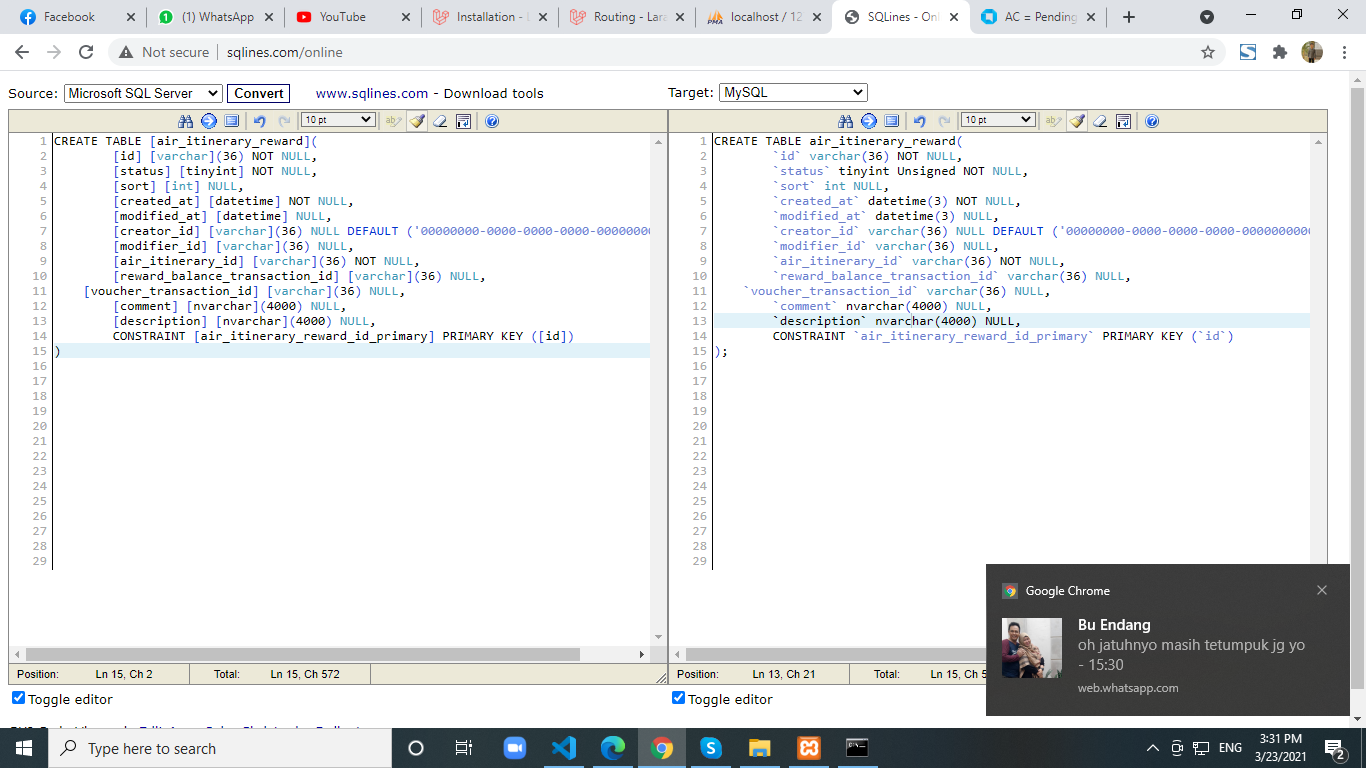 Facebook
(1) WhatsApp
YouTube
Installation - L
Routing - Lara
localhost / 12
SQLines - Onl
AC = Pending
Not secure
sqlines.com/online
Source: Microsoft SQL Server Convert www.sqlines.com - Download tools
Target: MySQL
10 pt
1 CREATE TABLE [air_itinerary_reward](
2 [id] [varchar](36) NOT NULL,
3 [status] [tinyint] NOT NULL,
4 [sort] [int] NULL,
5 [created_at] [datetime] NOT NULL,
6 [modified_at] [datetime] NULL,
7 [creator_id] [varchar](36) NULL DEFAULT ('00000000-0000-0000-0000-00000000
8 [modifier_id] [varchar](36) NULL,
9 [air_itinerary_id] [varchar](36) NOT NULL,
10 [reward_balance_transaction_id] [varchar](36) NULL,
11 [voucher_transaction_id] [varchar](36) NULL,
12 [comment] [nvarchar](4000) NULL,
13 [description] [nvarchar](4000) NULL,
14 CONSTRAINT [air_itinerary_reward_id_primary] PRIMARY KEY ([id])
15 )
16
17
18
19
20
21
22
23
24
25
26
27
28
29
Position: Ln 15, Ch 2 Total: Ln 15, Ch 572
Toggle editor
10 pt
1 CREATE TABLE air_itinerary_reward(
2 `id` varchar(36) NOT NULL,
3 `status` tinyint Unsigned NOT NULL,
4 `sort` int NULL,
5 `created_at` datetime(3) NOT NULL,
6 `modified_at` datetime(3) NULL,
7 `creator_id` varchar(36) NULL DEFAULT ('00000000-0000-0000-0000-0000000000
8 `modifier_id` varchar(36) NULL,
9 `air_itinerary_id` varchar(36) NOT NULL,
10 `reward_balance_transaction_id` varchar(36) NULL,
11 `voucher_transaction_id` varchar(36) NULL,
12 `comment` nvarchar(4000) NULL,
13 `description` nvarchar(4000) NULL,
14 CONSTRAINT `air_itinerary_reward_id_primary` PRIMARY KEY (`id`)
15 );
16
17
18
19
20
21
22
23
24
25
26
27
28
29
Position: Ln 13, Ch 21 Total: Ln 15, Ch 5
Toggle editor
Google Chrome
Bu Endang
oh jatuhnyo masih tetumpuk jg yo
- 15:30
web.whatsapp.com
Type here to search
ENG
3:31 PM
3/23/2021
2